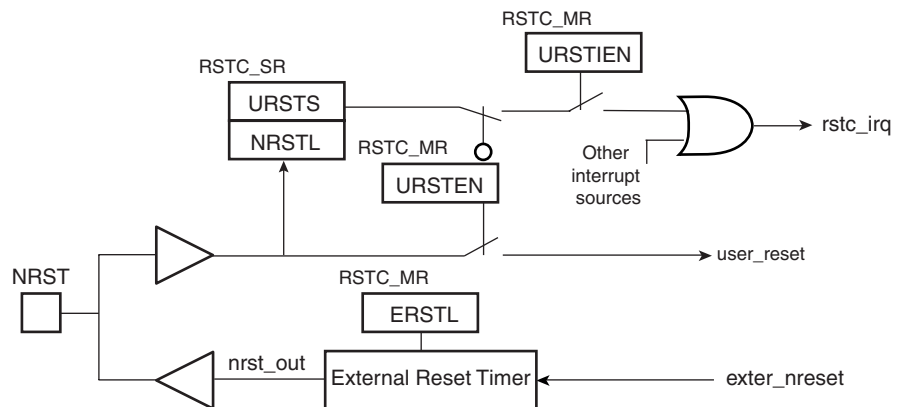 RSTC_MR
URSTIEN
RSTC_SR
URSTS
NRSTL
rstc_irq
RSTC_MR
Other
interrupt
sources
URSTEN
user_reset
NRST
RSTC_MR
ERSTL
nrst_out
External Reset Timer
exter_nreset